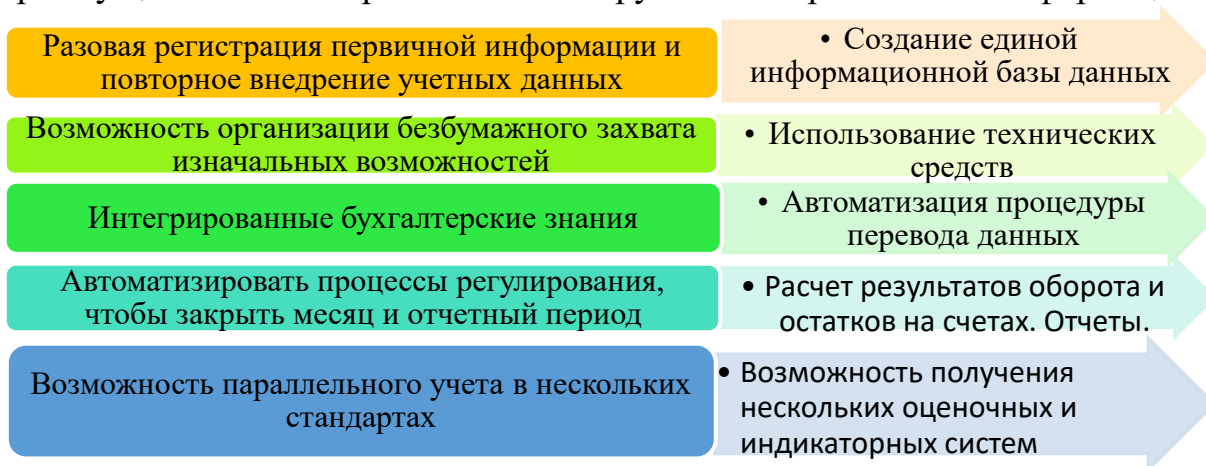 Разовая регистрация первичной информации и
повторное внедрение учетных данных
• Создание единой
информационной базы данных
Возможность организации безбумажного захвата
изначальных возможностей
• Использование технических
средств
Интегрированные бухгалтерские знания
• Автоматизация процедуры
перевода данных
Автоматизировать процессы регулирования,
чтобы закрыть месяц и отчетный период
• Расчет результатов оборота и
остатков на счетах. Отчеты.
Возможность параллельного учета в нескольких
стандартах
• Возможность получения
нескольких оценочных и
индикаторных систем